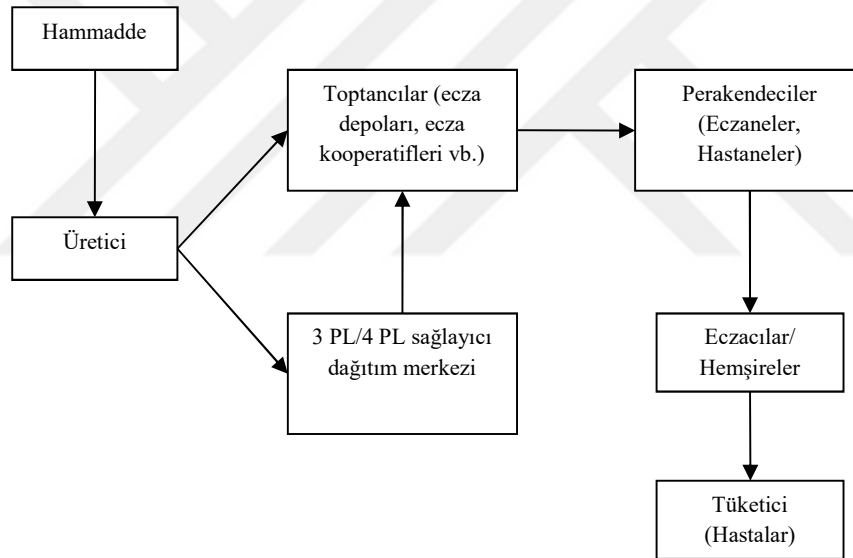 Hammadde
Toptancılar (ecza
depoları, ecza
kooperatifleri vb.)
Perakendeciler
(Eczaneler,
Hastaneler)
Üretici
3 PL/4 PL sağlayıcı
dağıtım merkezi
Eczacılar/
Hemşireler
Tüketici
(Hastalar)